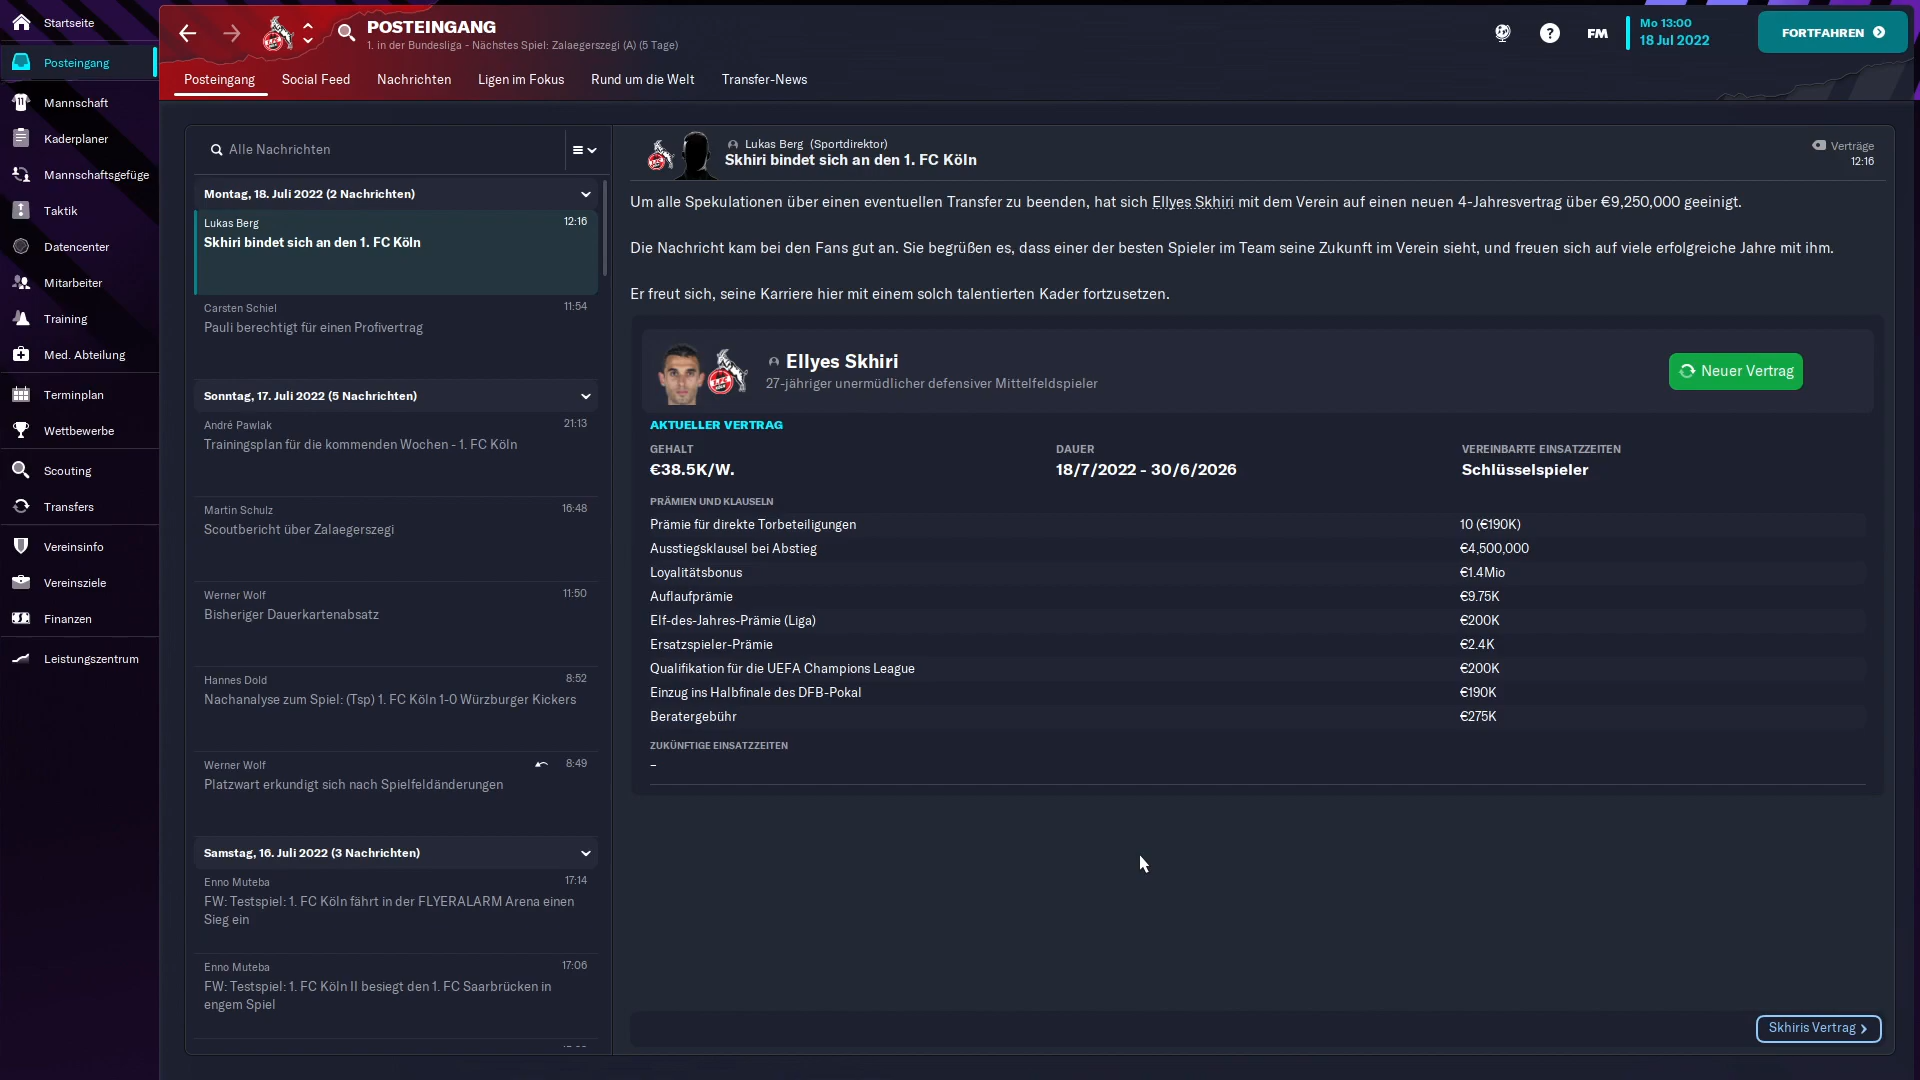 Startseite
Posteingang
Mannschaft
Kaderplaner
Mannschaftsgefüge
Taktik
Datencenter
Mitarbeiter
Training
Med. Abteilung
Terminplan
Wettbewerbe
Scouting
Transfers
Vereinsinfo
Vereinsziele
Finanzen
Leistungszentrum
POSTEINGANG
1. in der Bundesliga - Nächstes Spiel: Zalaegerszegi (A) (5 Tage)
FM
Mo 13:00
18 Jul 2022
FORTFAHREN
Posteingang
Social Feed
Nachrichten
Ligen im Fokus
Rund um die Welt
Transfer-News
Alle Nachrichten
Montag, 18. Juli 2022 (2 Nachrichten)
Lukas Berg 12:16
Skhiri bindet sich an den 1. FC Köln
Carsten Schiel 11:54
Pauli berechtigt für einen Profivertrag
Sonntag, 17. Juli 2022 (5 Nachrichten)
André Pawlak 21:13
Trainingsplan für die kommenden Wochen - 1. FC Köln
Martin Schulz 16:48
Scoutbericht über Zalaegerszegi
Werner Wolf 11:50
Bisheriger Dauerkartenabsatz
Hannes Dold 8:52
Nachanalyse zum Spiel: (Tsp) 1. FC Köln 1-0 Würzburger Kickers
Werner Wolf 8:49
Platzwart erkundigt sich nach Spielfeldänderungen
Samstag, 16. Juli 2022 (3 Nachrichten)
Enno Muteba 17:14
FW: Testspiel: 1. FC Köln fährt in der FLYERALARM Arena einen
Sieg ein
Enno Muteba 17:06
FW: Testspiel: 1. FC Köln II besiegt den 1. FC Saarbrücken in
engem Spiel
Lukas Berg (Sportdirektor)
Skhiri bindet sich an den 1. FC Köln
Verträge
12:16
Um alle Spekulationen über einen eventuellen Transfer zu beenden, hat sich Ellyes Skhiri mit dem Verein auf einen neuen 4-Jahresvertrag über €9,250,000 geeinigt.
Die Nachricht kam bei den Fans gut an. Sie begrüßen es, dass einer der besten Spieler im Team seine Zukunft im Verein sieht, und freuen sich auf viele erfolgreiche Jahre mit ihm.
Er freut sich, seine Karriere hier mit einem solch talentierten Kader fortzusetzen.
Ellyes Skhiri
27-jähriger unermüdlicher defensiver Mittelfeldspieler
Neuer Vertrag
AKTUELLER VERTRAG
GEHALT DAUER VEREINBARTE EINSATZZEITEN
€38.5K/W. 18/7/2022 - 30/6/2026 Schlüsselspieler
PRÄMIEN UND KLAUSELN
Prämie für direkte Torbeteiligungen 10 (€190K)
Ausstiegsklausel bei Abstieg €4,500,000
Loyalitätsbonus €1.4Mio
Auflaufprämie €9.75K
Elf-des-Jahres-Prämie (Liga) €200K
Ersatzspieler-Prämie €2.4K
Qualifikation für die UEFA Champions League €200K
Einzug ins Halbfinale des DFB-Pokal €190K
Beratergebühr €275K
ZUKÜNFTIGE EINSATZZEITEN
-
Skhiris Vertrag